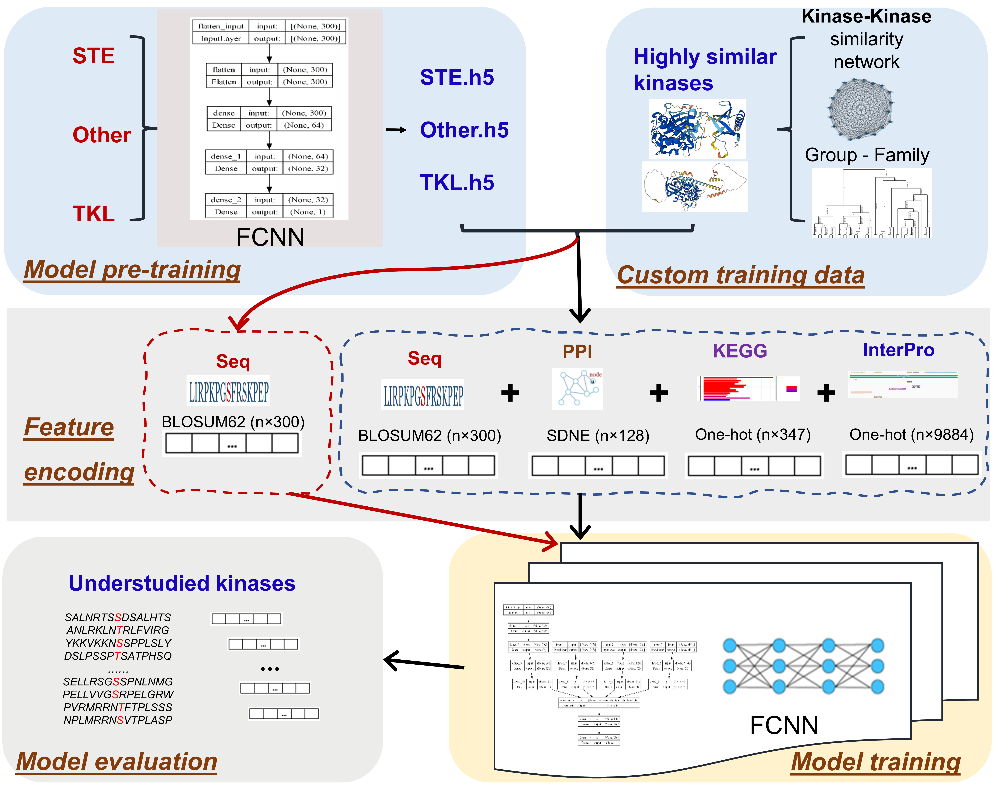 STE
Other
TKL
flatten_input input: [(None, 300)]
InputLayer output: [(None, 300)]
flatten input: (None, 300)
Flatten output: (None, 300)
dense input: (None, 300)
Dense output: (None, 64)
dense_1 input: (None, 64)
Dense output: (None, 32)
dense_2 input: (None, 32)
Dense output: (None, 1)
FCNN
STE.h5
Other.h5
TKL.h5
Model pre-training
Highly similar
kinases
Kinase-Kinase
similarity
network
Group - Family
Custom training data
Feature
encoding
Seq
LIRPKPGSFRSKPEP
BLOSUM62 (n×300)
...
Seq
LIRPKPGSFRSKPEP
BLOSUM62 (n×300)
...
+
PPI
node
SDNE (n×128)
...
+
KEGG
One-hot (n×347)
...
+
InterPro
One-hot (n×9884)
...
Understudied kinases
SALNRTSSDSALHTS
ANLRKLNTRLFVIRG
YKKVKKNSSPPLSLY
DSLPSSPTSATPHSQ
......
SELLRSGSSPNLNMG
PELLVVGSRPELGRW
PVRMRRNTFTPLSSS
NPLMRRNSVTPLASP
...
...
...
...
...
Model evaluation
FCNN
Model training